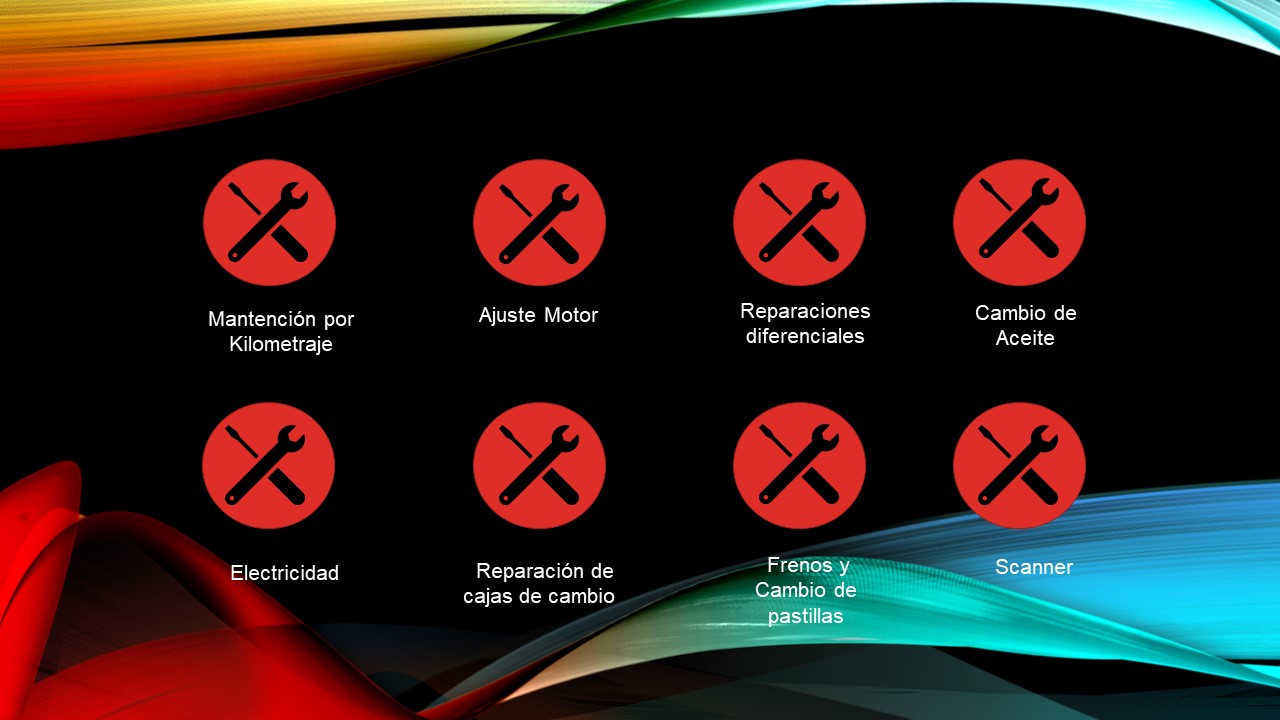 Mantención por
Kilometraje
Ajuste Motor
Reparaciones
diferenciales
Cambio de
Aceite
Electricidad
Reparación de
cajas de cambio
Frenos y
Cambio de
pastillas
Scanner